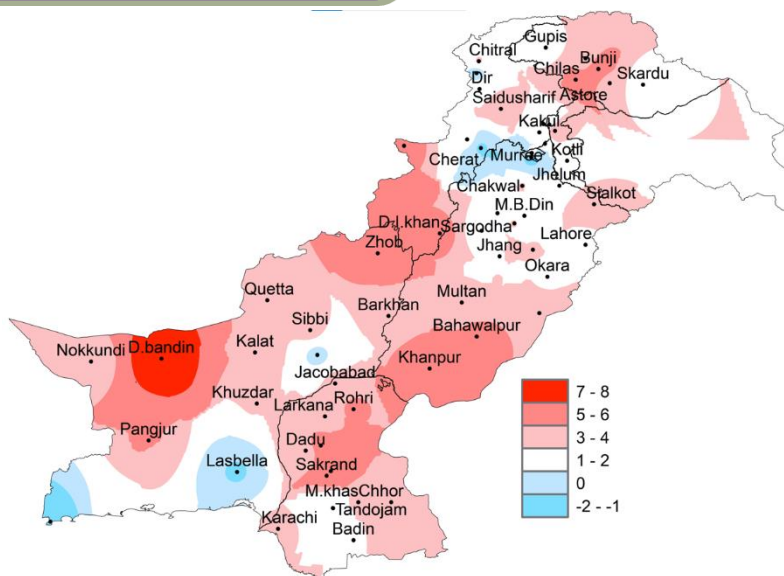 Gupis
Chitral
Bunji
Dir
Chilas
Skardu
Astore
Saidusharif
Kakul
Cherat
Murree
Kotli
Chakwal
Jhelum
Sialkot
M.B.Din
D.I.khan
Sargodha
Zhob
Jhang
Lahore
Okara
Quetta
Multan
Sibbi
Barkhan
Bahawalpur
Nokkundi
D.bandin
Kalat
Khanpur
Jacobabad
Khuzdar
Rohri
Larkana
Pangjur
Dadu
Lasbella
Sakrand
M.khas
Chhor
Tandojam
Karachi
Badin
7 - 8
5 - 6
3 - 4
1 - 2
0
-2 - -1